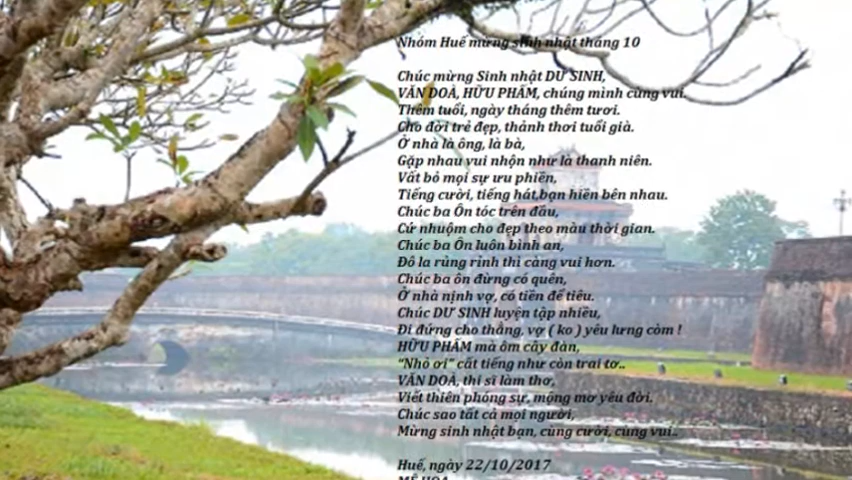 Nhóm Huế mừng sinh nhật tháng 10
Chúc mừng Sinh nhật DƯ SINH,
VĂN DOÀ, HỮU PHẨM, chúng mình cùng vui.
Thêm tuổi, ngày tháng thêm tươi.
Cho đời trẻ đẹp, thảnh thơi tuổi già.
Ở nhà là ông, là bà,
Gặp nhau vui nhộn như là thanh niên.
Vất bỏ mọi sự ưu phiền,
Tiếng cười, tiếng hát,bạn hiền bên nhau.
Chúc ba Ôn tóc trên đầu,
Cứ nhuộm cho đẹp theo màu thời gian.
Chúc ba Ôn luôn bình an,
Đô la rủng rỉnh thì càng vui hơn.
Chúc ba ôn đừng có quên,
Ở nhà nịnh vợ, có tiền để tiêu.
Chúc DƯ SINH luyện tập nhiều,
Đi đứng cho thẳng, vợ ( ko ) yêu lưng còm !
HỮU PHẨM mà ôm cây đàn,
“Nhỏ ơi” cất tiếng như còn trai tơ..
VĂN DOÀ, thi sĩ làm thơ,
Viết thiên phóng sự, mộng mơ yêu đời.
Chúc sao tất cả mọi người,
Mừng sinh nhật bạn, cùng cười, cùng vui..
Huế, ngày 22/10/2017